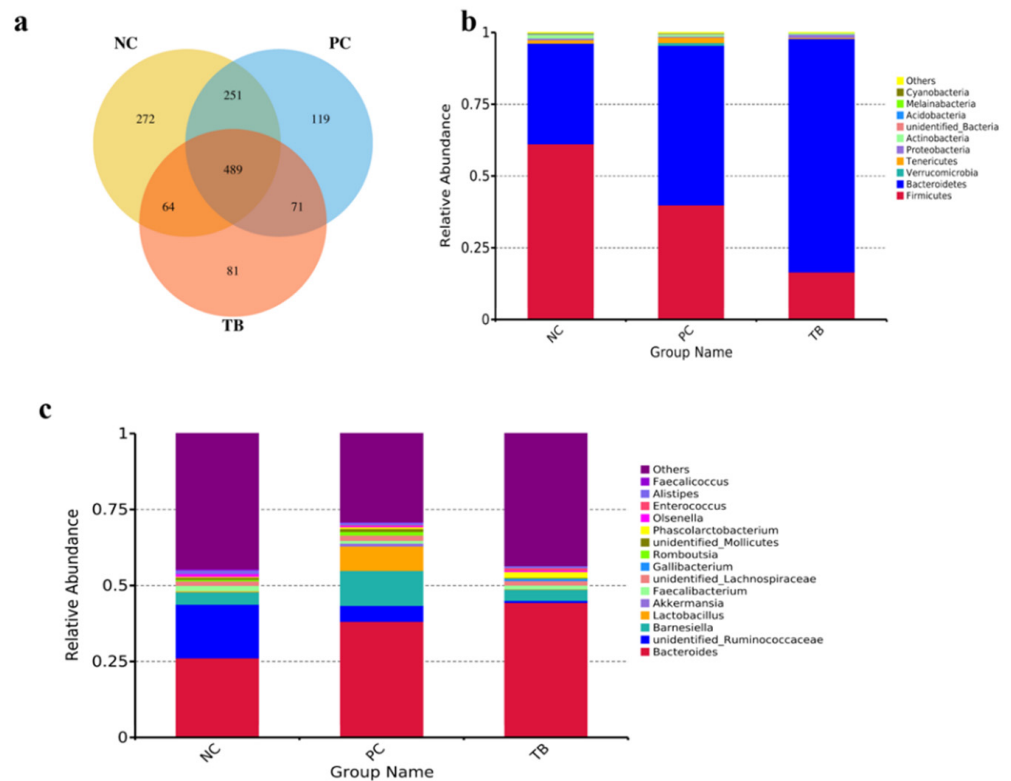 a
NC
PC
251
272
119
489
64
71
81
TB
b
1
0.75
0.5
0.25
0
Relative Abundance
NC
PC
TB
Group Name
Others
Cyanobacteria
Melainabacteria
Acidobacteria
unidentified_Bacteria
Actinobacteria
Proteobacteria
Tenericutes
Verrucomicrobia
Bacteroidetes
Firmicutes
c
1
0.75
0.5
0.25
0
Relative Abundance
NC
PC
TB
Group Name
Others
Faecalicoccus
Alistipes
Enterococcus
Olsenella
Phascolarctobacterium
unidentified_Mollicutes
Romboutsia
Gallibacterium
unidentified_Lachnospiraceae
Faecalibacterium
Akkermansia
Lactobacillus
Barnesiella
unidentified_Ruminococcaceae
Bacteroides